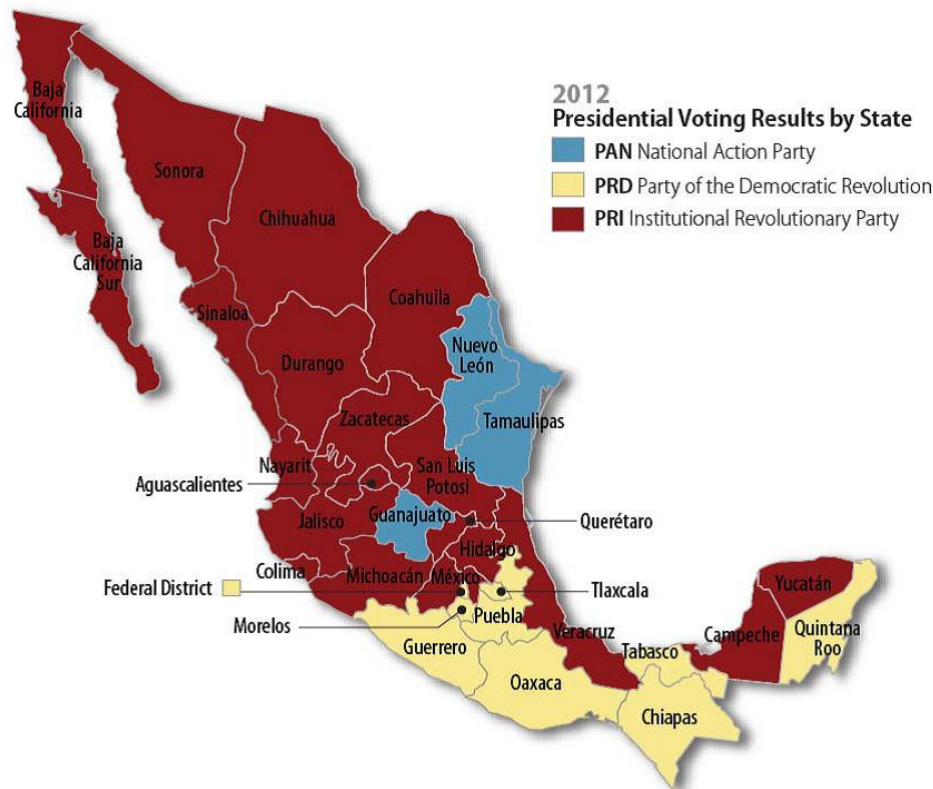 2012
Presidential Voting Results by State
PAN National Action Party
PRD Party of the Democratic Revolution
PRI Institutional Revolutionary Party
Baja
California
Sonora
Chihuahua
Baja
California
Sur
Coahuila
Sinaloa
Nuevo
León
Durango
Tamaulipas
Zacatecas
Nayarit
San Luis
Potosi
Aguascalientes
Jalisco
Guanajuato
Querétaro
Hidalgo
Colima
Michoacán
México
Federal District
Tlaxcala
Yucatán
Morelos
Puebla
Veracruz
Campeche
Quintana
Roo
Guerrero
Tabasco
Oaxaca
Chiapas